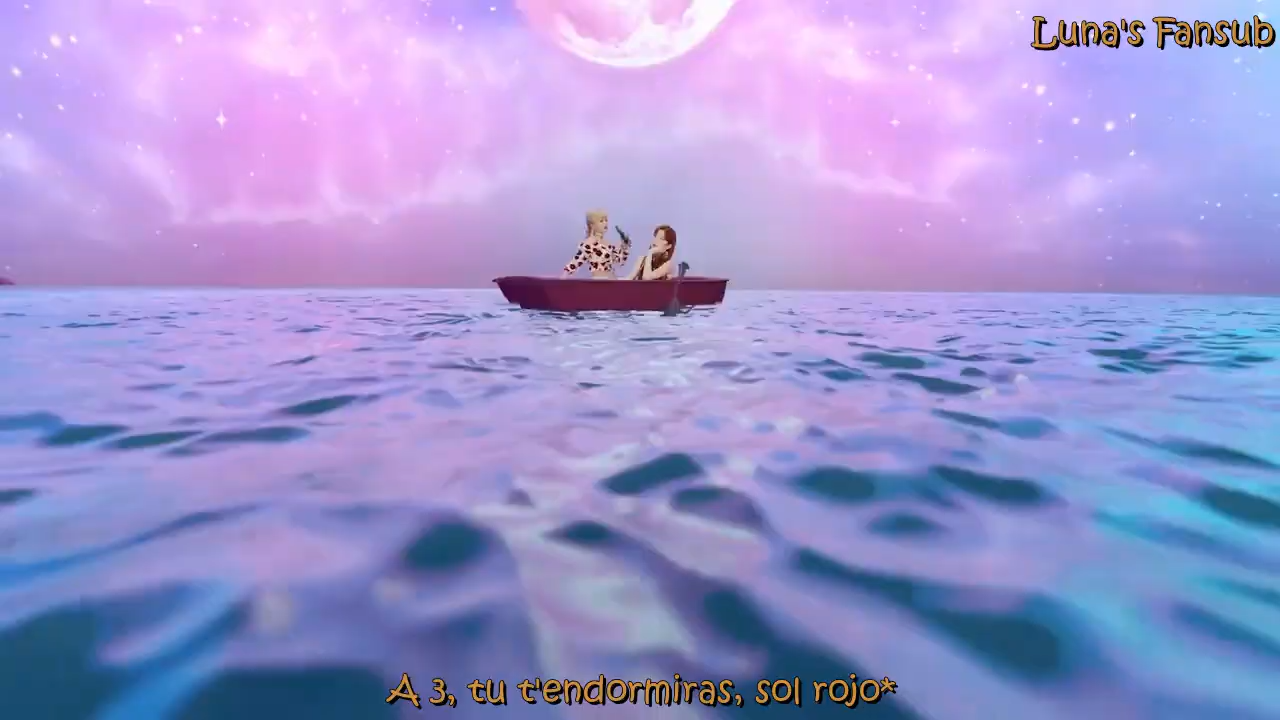 Luna's Fansub
A 3, tu t'endormiras, sol rojo*